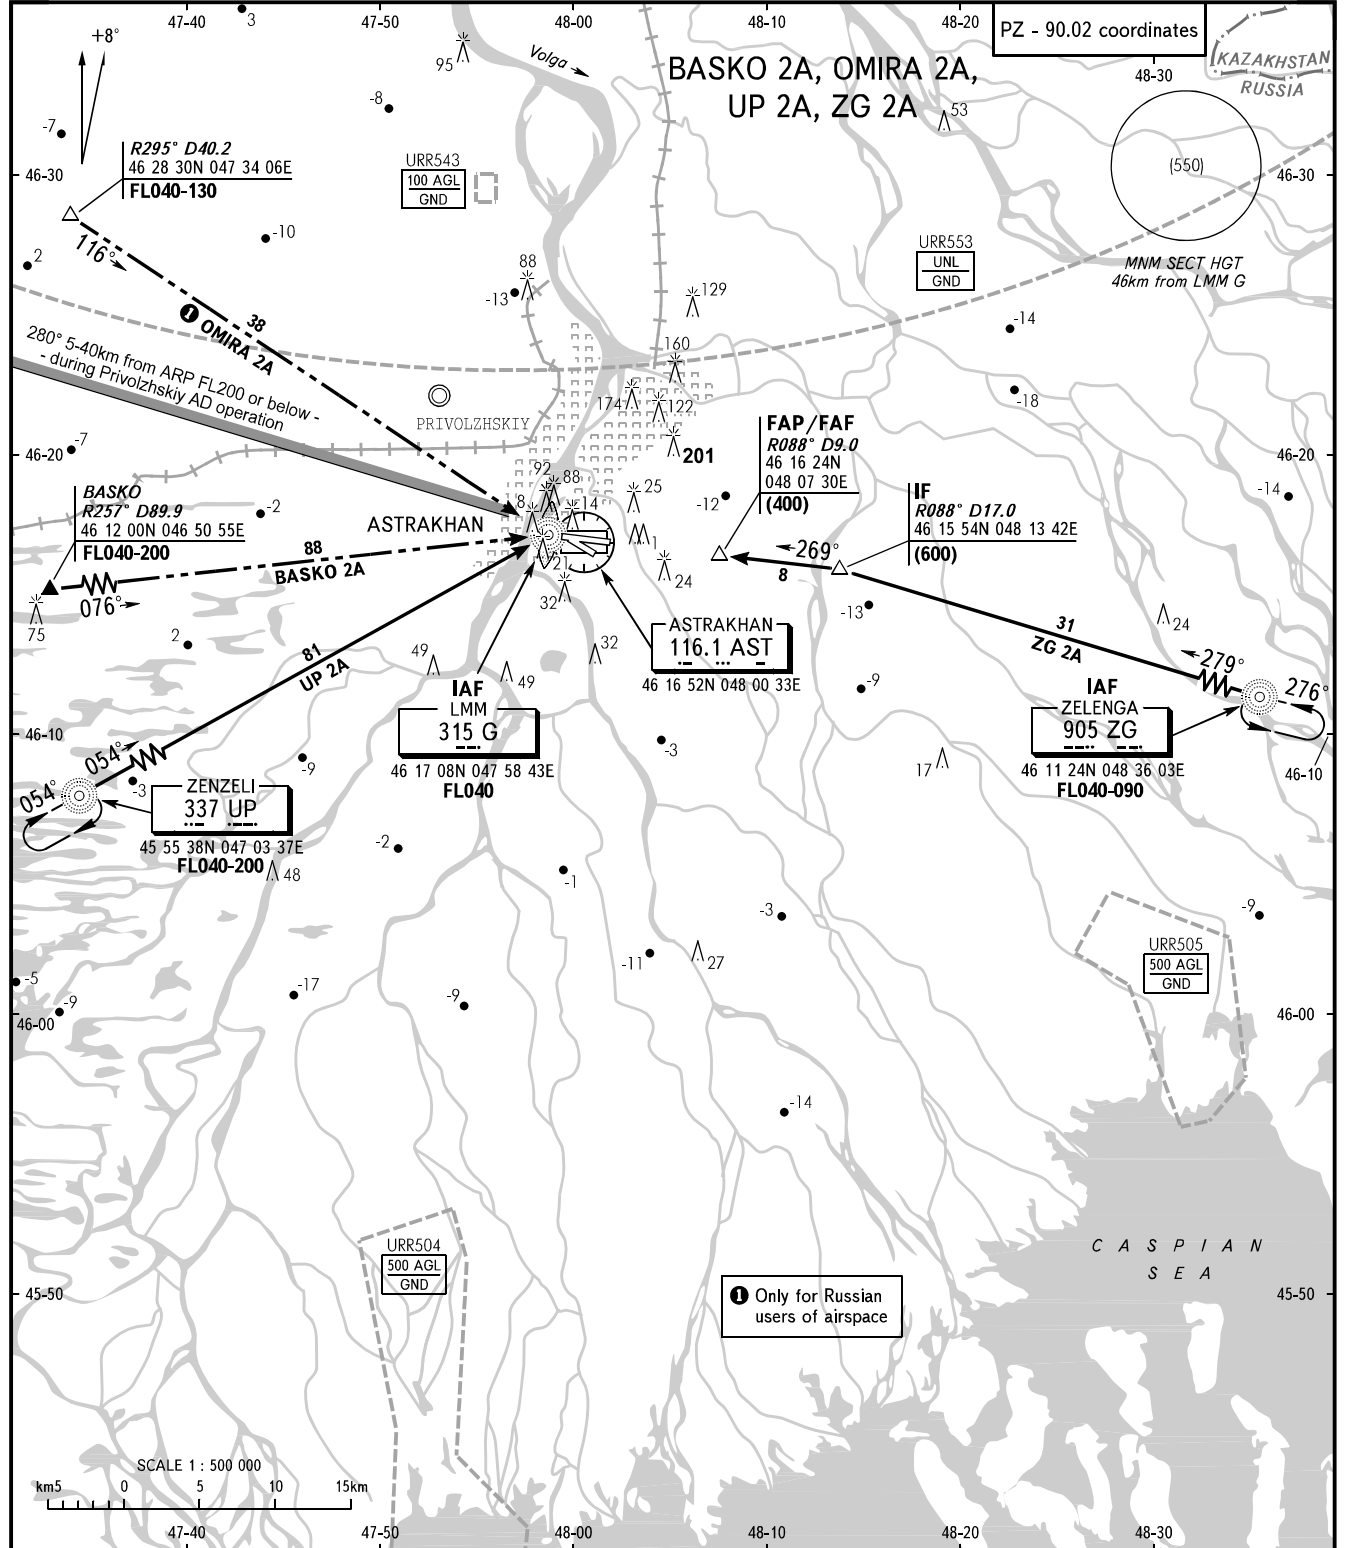 47-40
47-50
48-00
48-10
48-20
PZ - 90.02 coordinates
+8°
3
95
Volga
BASKO 2A, OMIRA 2A,
UP 2A, ZG 2A
48-30
KAZAKHSTAN
RUSSIA
-8
53
-7
R295° D40.2
46 28 30N 047 34 06E
FL040-130
46-30
URR543
100 AGL
GND
(550)
46-30
116°
-10
2
88
-13
129
URR553
UNL
GND
MNM SECT HGT
46km from LMM G
-14
1 OMIRA 2A
38
280° 5-40km from ARP FL200 or below -
- during Privolzhskiy AD operation
PRIVOLZHSKIY
160
174
122
201
-18
-7
46-20
46-20
FAP/FAF
R088° D9.0
46 16 24N
048 07 30E
(400)
IF
R088° D17.0
46 15 54N 048 13 42E
(600)
BASKO
R257° D89.9
46 12 00N 046 50 55E
FL040-200
-2
ASTRAKHAN
92
88
8
14
25
-12
-14
88
BASKO 2A
076°
75
21
1
24
32
269°
8
-13
24
2
81
UP 2A
49
49
32
ASTRAKHAN
116.1 AST
46 16 52N 048 00 33E
31
ZG 2A
279°
276°
-9
IAF
LMM
315 G
46 17 08N 047 58 43E
FL040
IAF
ZELENGA
905 ZG
46 11 24N 048 36 03E
FL040-090
46-10
46-10
054°
054°
-3
-9
-3
17
ZENZELI
337 UP
45 55 38N 047 03 37E
FL040-200
48
-2
-1
-3
-9
-11
27
URR505
500 AGL
GND
-5
-9
-17
-9
46-00
46-00
-14
URR504
500 AGL
GND
CASPIAN
SEA
45-50
45-50
1 Only for Russian
users of airspace
SCALE 1 : 500 000
km5 0 5 10 15km
47-40
47-50
48-00
48-10
48-20
48-30